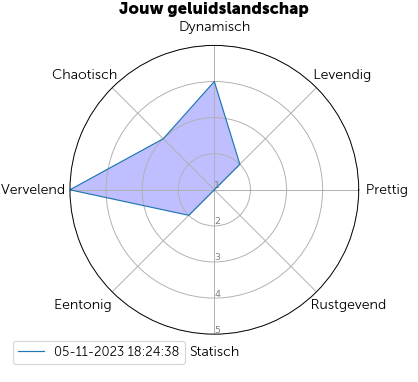 Jouw geluidslandschap
Dynamisch
Chaotisch
Levendig
Vervelend
1
Prettig
2
3
4
Eentonig
Rustgevend
5
05-11-2023 18:24:38
Statisch